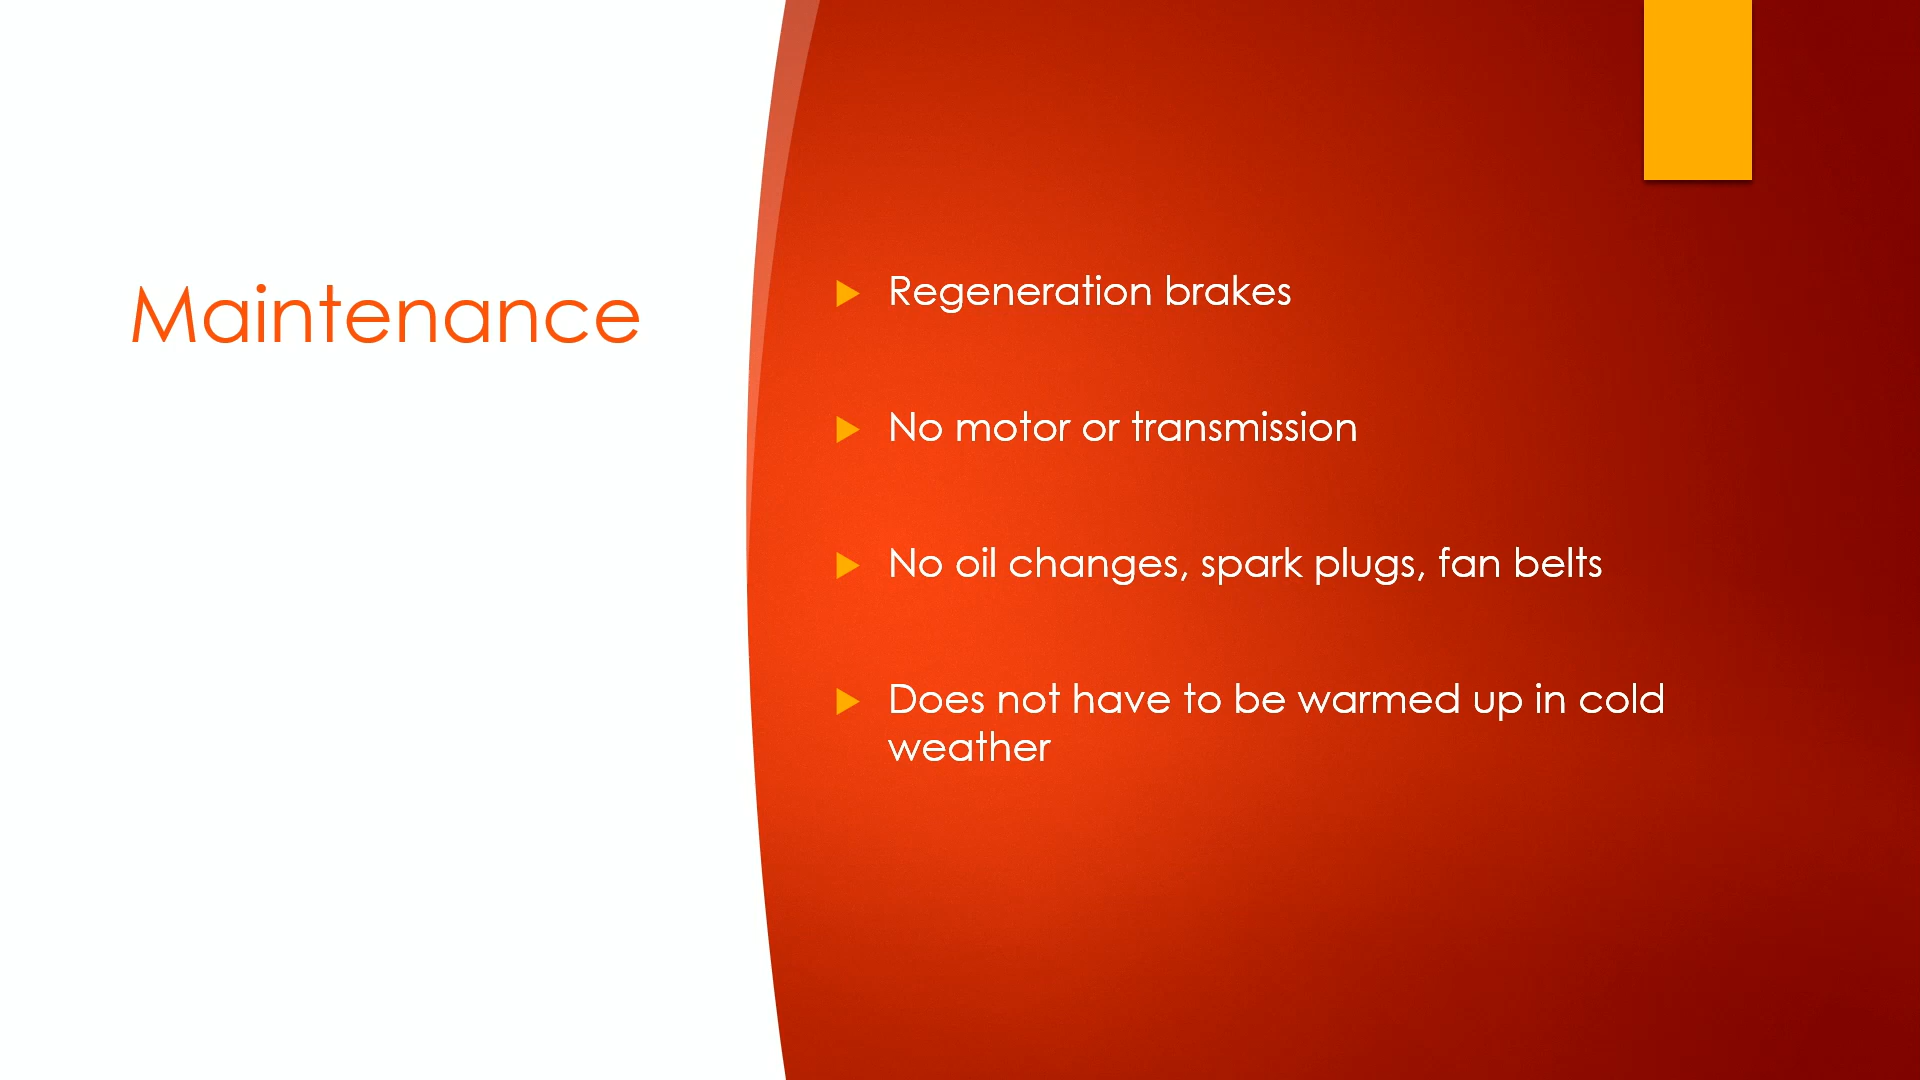 Maintenance
Regeneration brakes
No motor or transmission
No oil changes, spark plugs, fan belts
Does not have to be warmed up in cold
weather